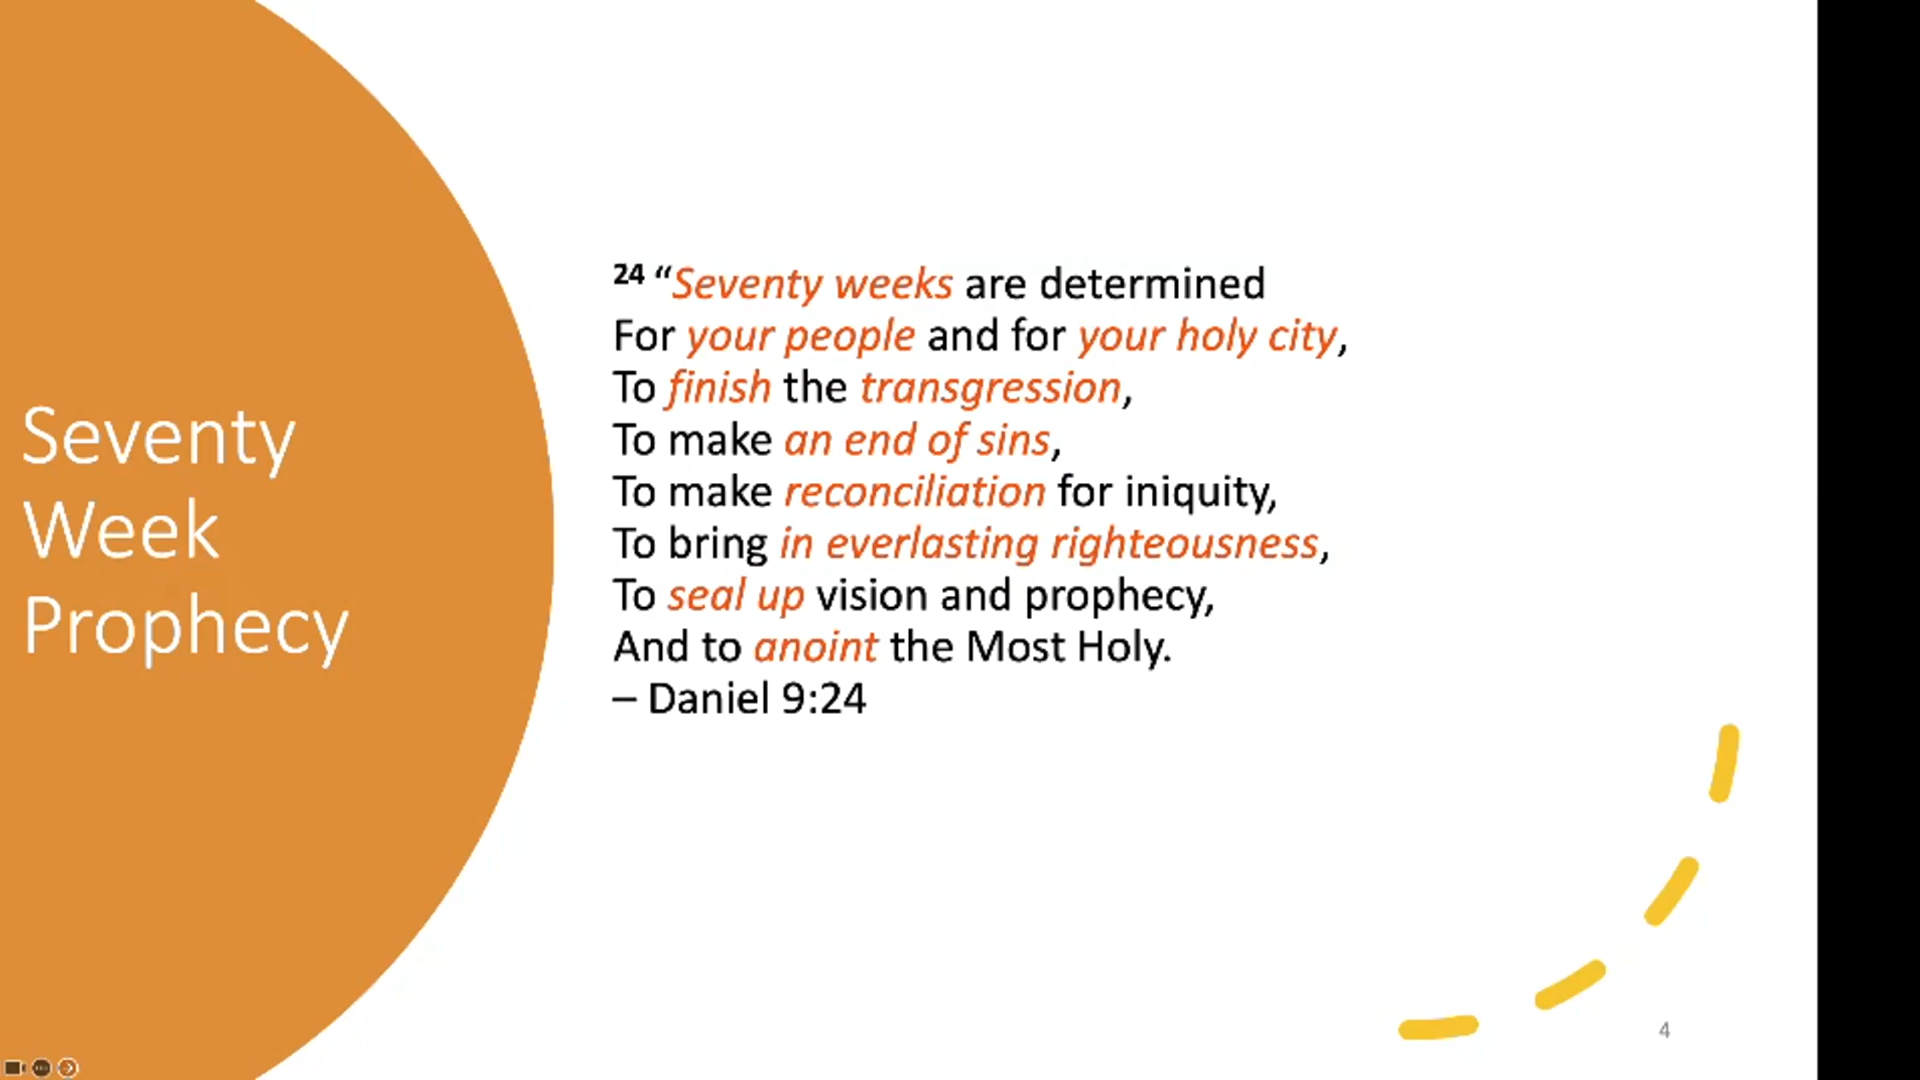 Seventy
Week
Prophecy
24 “Seventy weeks are determined
For your people and for your holy city,
To finish the transgression,
To make an end of sins,
To make reconciliation for iniquity,
To bring in everlasting righteousness,
To seal up vision and prophecy,
And to anoint the Most Holy.
– Daniel 9:24
4